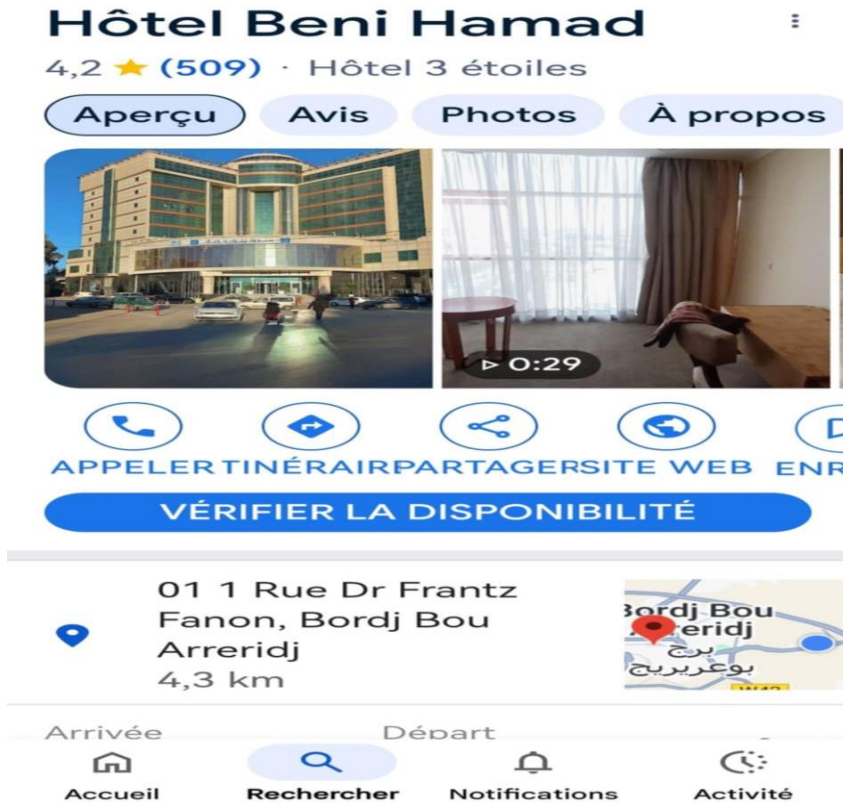 Hôtel Beni Hamad
4,2 ★ (509) · Hôtel 3 étoiles
Aperçu Avis Photos À propos
0:29
APPELER TINÉRAIR PARTAGER SITE WEB ENR
VÉRIFIER LA DISPONIBILITÉ
01 1 Rue Dr Frantz
Fanon, Bordj Bou
Arreridj
4,3 km
Bordj Bou
eridj
برج
بوعريريج
Arrivée Départ
Accueil Rechercher Notifications Activité